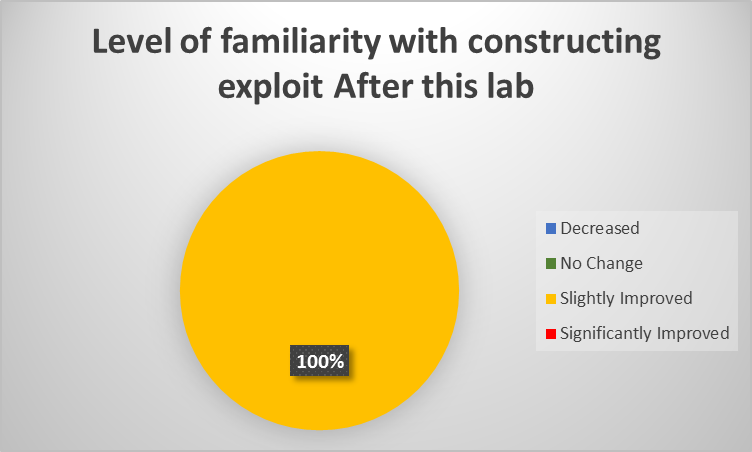 Level of familiarity with constructing
exploit After this lab
100%
Decreased
No Change
Slightly Improved
Significantly Improved